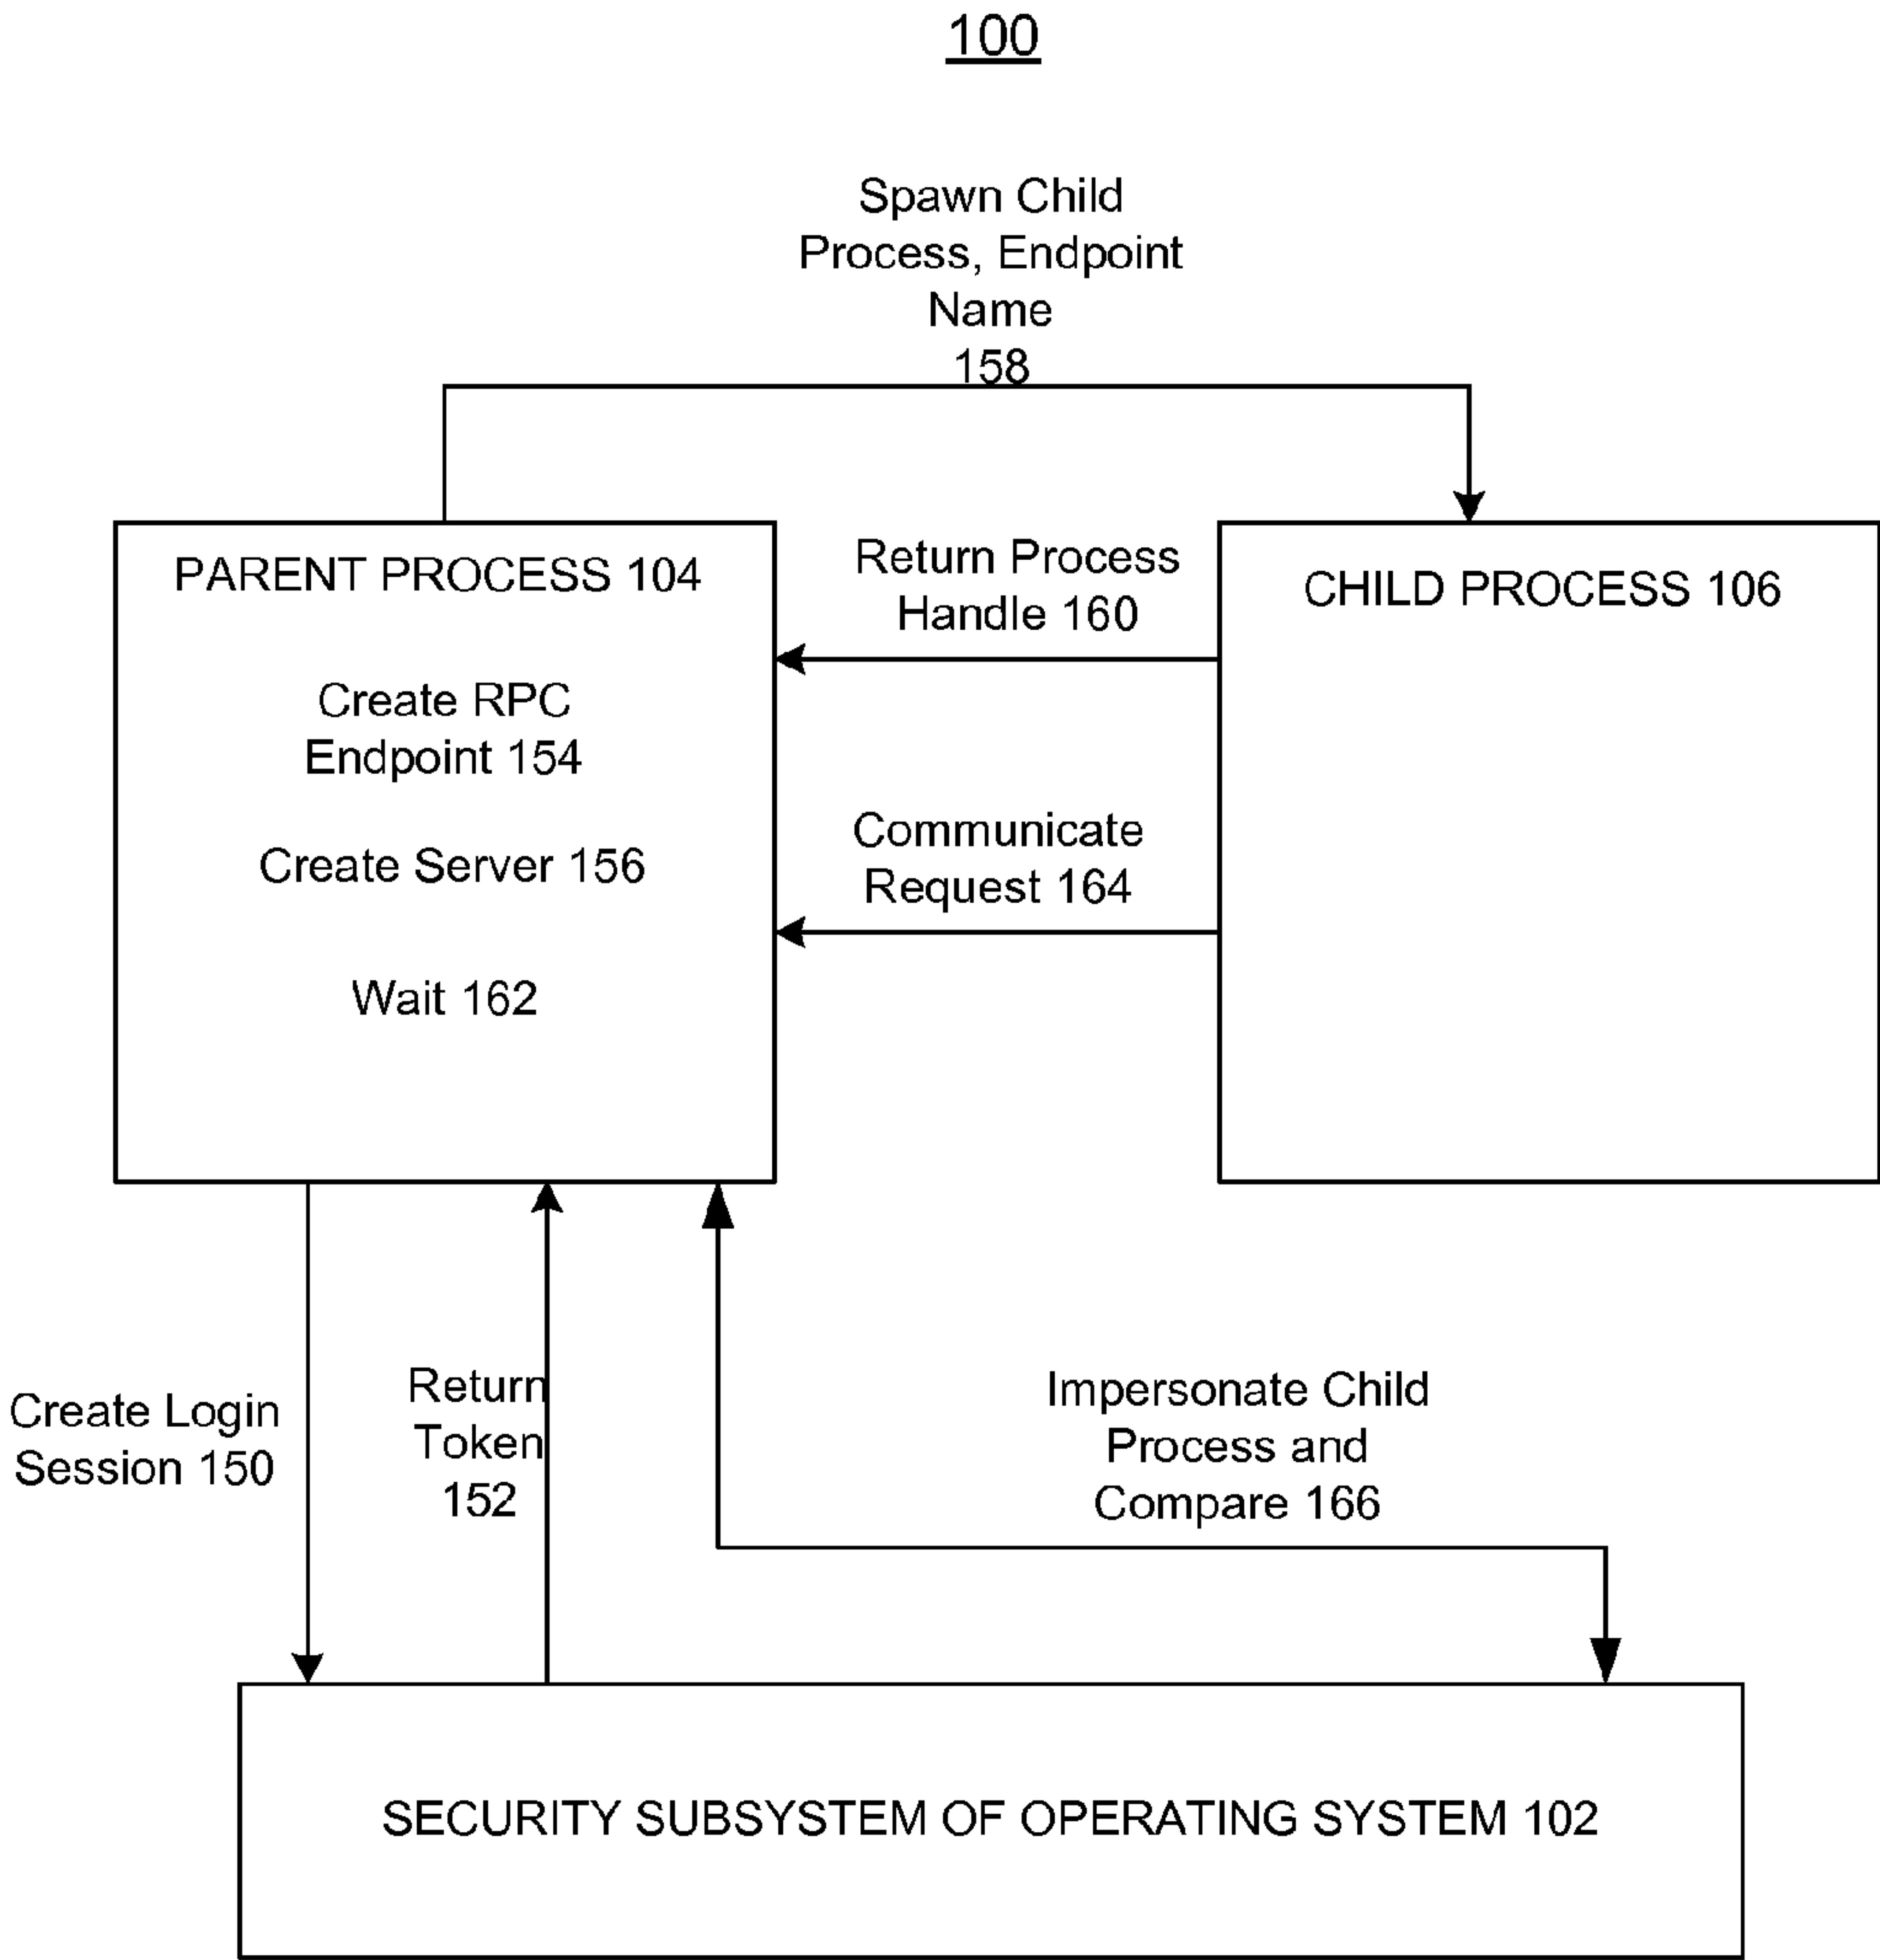 100
Spawn Child
Process, Endpoint
Name
158
PARENT PROCESS 104
Create RPC
Endpoint 154
Create Server 156
Wait 162
Return Process
Handle 160
Communicate
Request 164
CHILD PROCESS 106
Create Login
Session 150
Return
Token
152
Impersonate Child
Process and
Compare 166
SECURITY SUBSYSTEM OF OPERATING SYSTEM 102